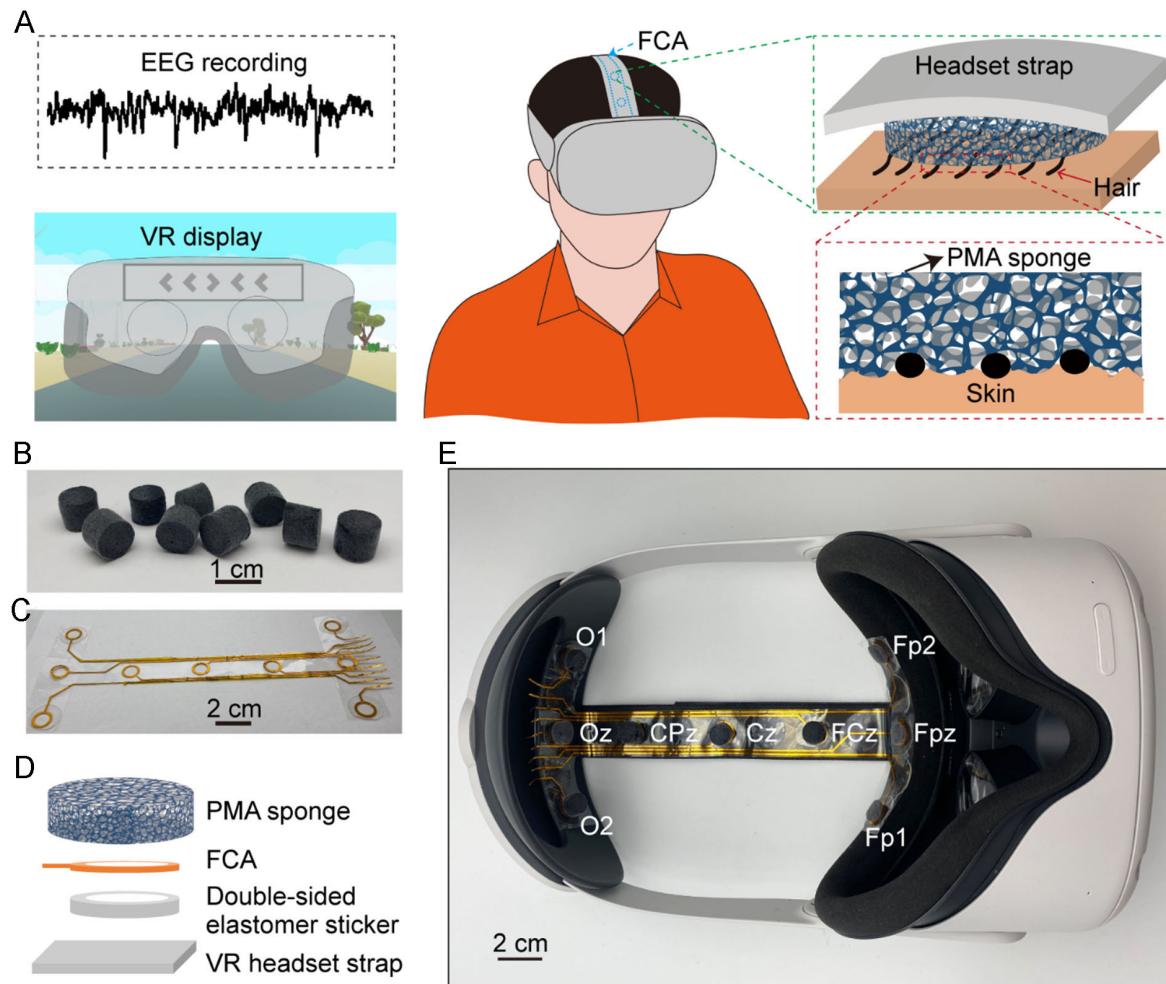 A
EEG recording
VR display
FCA
Headset strap
Hair
PMA sponge
Skin
B
1 cm
C
2 cm
D
PMA sponge
FCA
Double-sided
elastomer sticker
VR headset strap
E
O1
Fp2
Oz
CPz
Cz
FCz
Fpz
O2
Fp1
2 cm